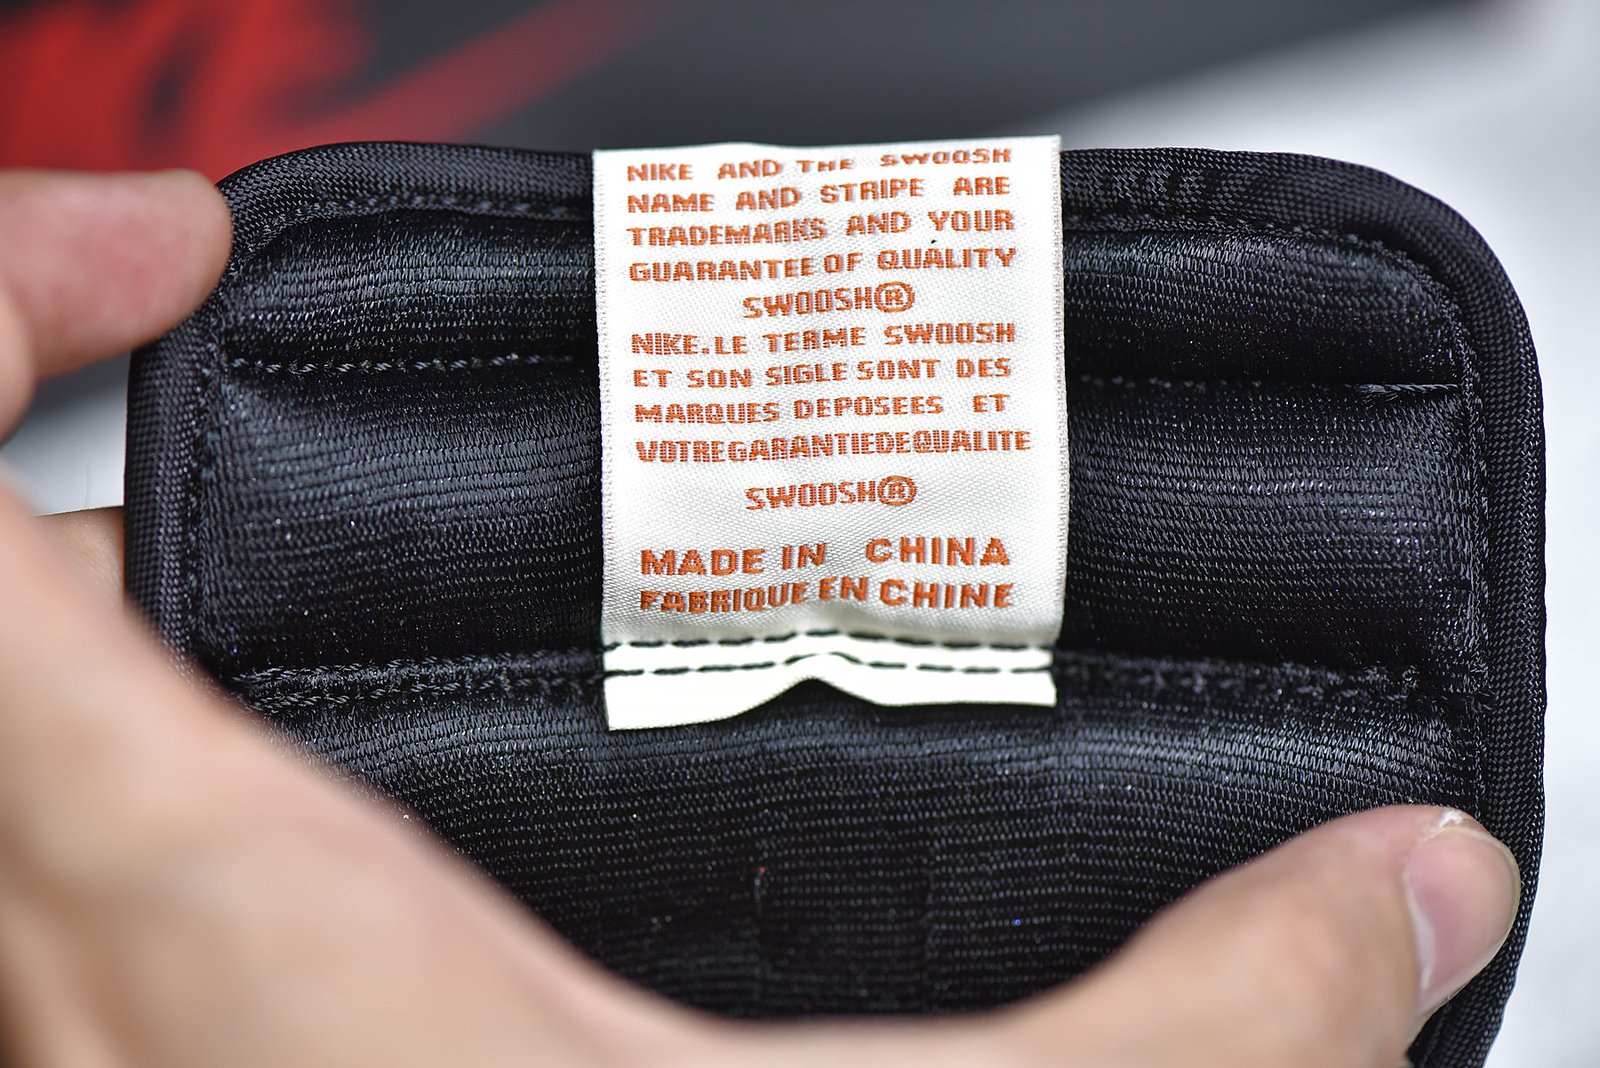 NIKE AND THE SWOOSH
NAME AND STRIPE ARE
TRADEMARKS AND YOUR
GUARANTEE OF QUALITY
SWOOSH®
NIKE.LE TERME SWOOSH
ET SON SIGLE SONT DES
MARQUES DEPOSEES ET
VOTREGARANTIEDEQUALITE
SWOOSH®
MADE IN CHINA
FABRIQUE EN CHINE